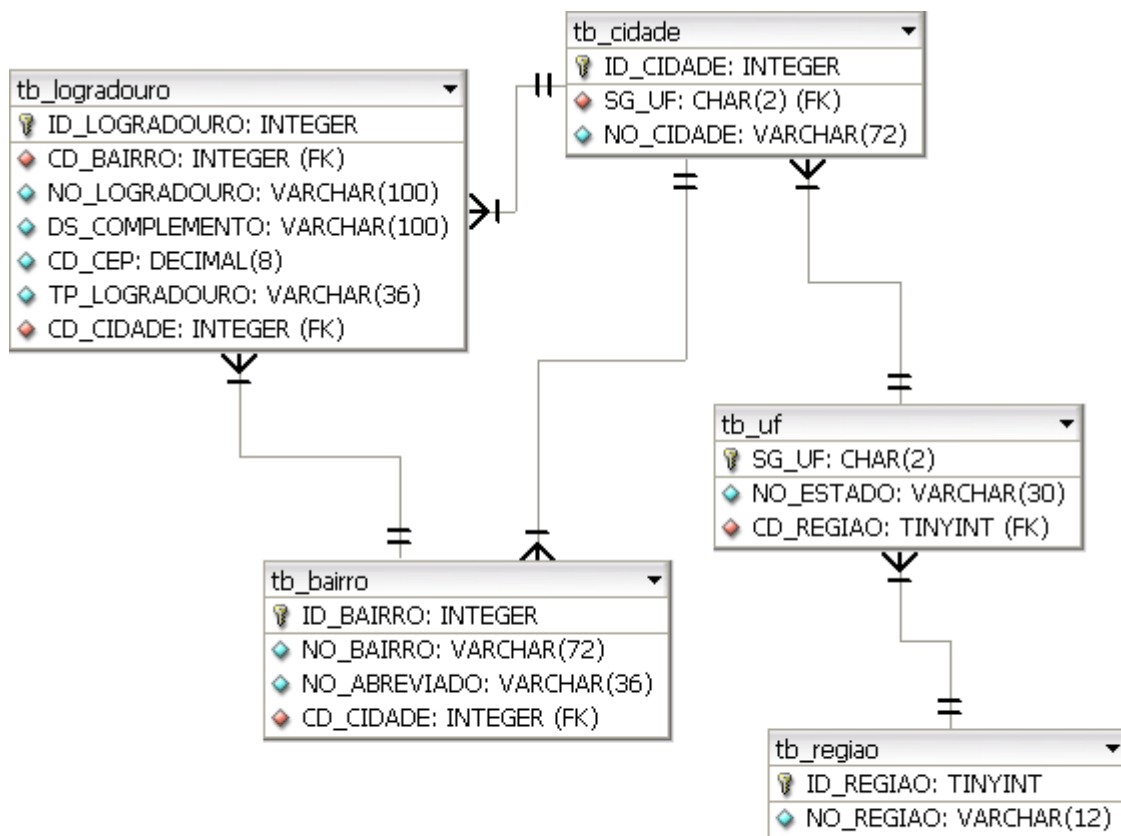 tb_cidade
ID_CIDADE: INTEGER
SG_UF: CHAR(2) (FK)
NO_CIDADE: VARCHAR(72)
tb_logradouro
ID_LOGRADOURO: INTEGER
CD_BAIRRO: INTEGER (FK)
NO_LOGRADOURO: VARCHAR(100)
DS_COMPLEMENTO: VARCHAR(100)
CD_CEP: DECIMAL(8)
TP_LOGRADOURO: VARCHAR(36)
CD_CIDADE: INTEGER (FK)
tb_uf
SG_UF: CHAR(2)
NO_ESTADO: VARCHAR(30)
CD_REGIAO: TINYINT (FK)
tb_bairro
ID_BAIRRO: INTEGER
NO_BAIRRO: VARCHAR(72)
NO_ABREVIADO: VARCHAR(36)
CD_CIDADE: INTEGER (FK)
tb_regiao
ID_REGIAO: TINYINT
NO_REGIAO: VARCHAR(12)